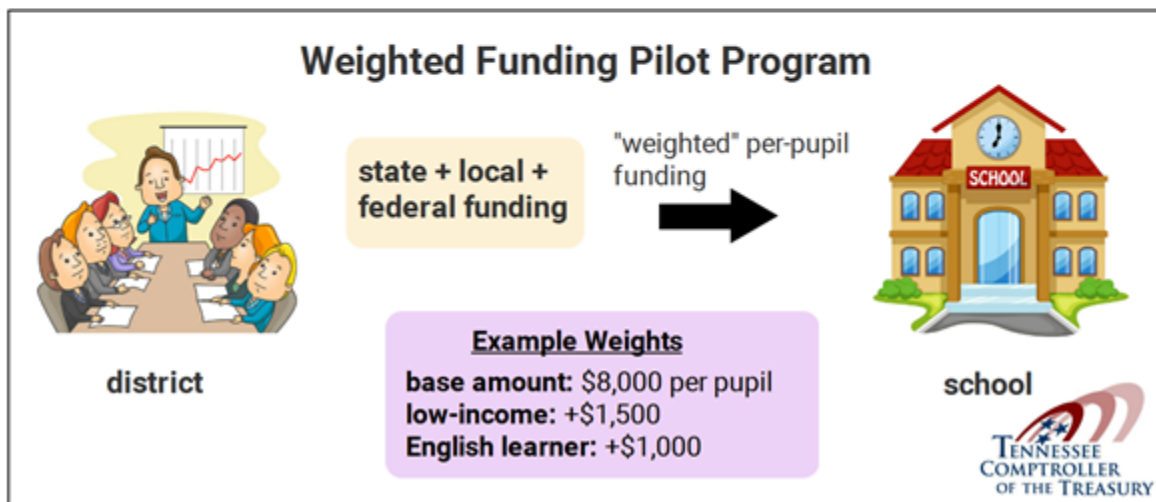 Weighted Funding Pilot Program
state + local +
federal funding
"weighted" per-pupil
funding
SCHOOL
Example Weights
base amount: $8,000 per pupil
low-income: +$1,500
English learner: +$1,000
district
school
TENNESSEE
COMPTROLLER
OF THE TREASURY